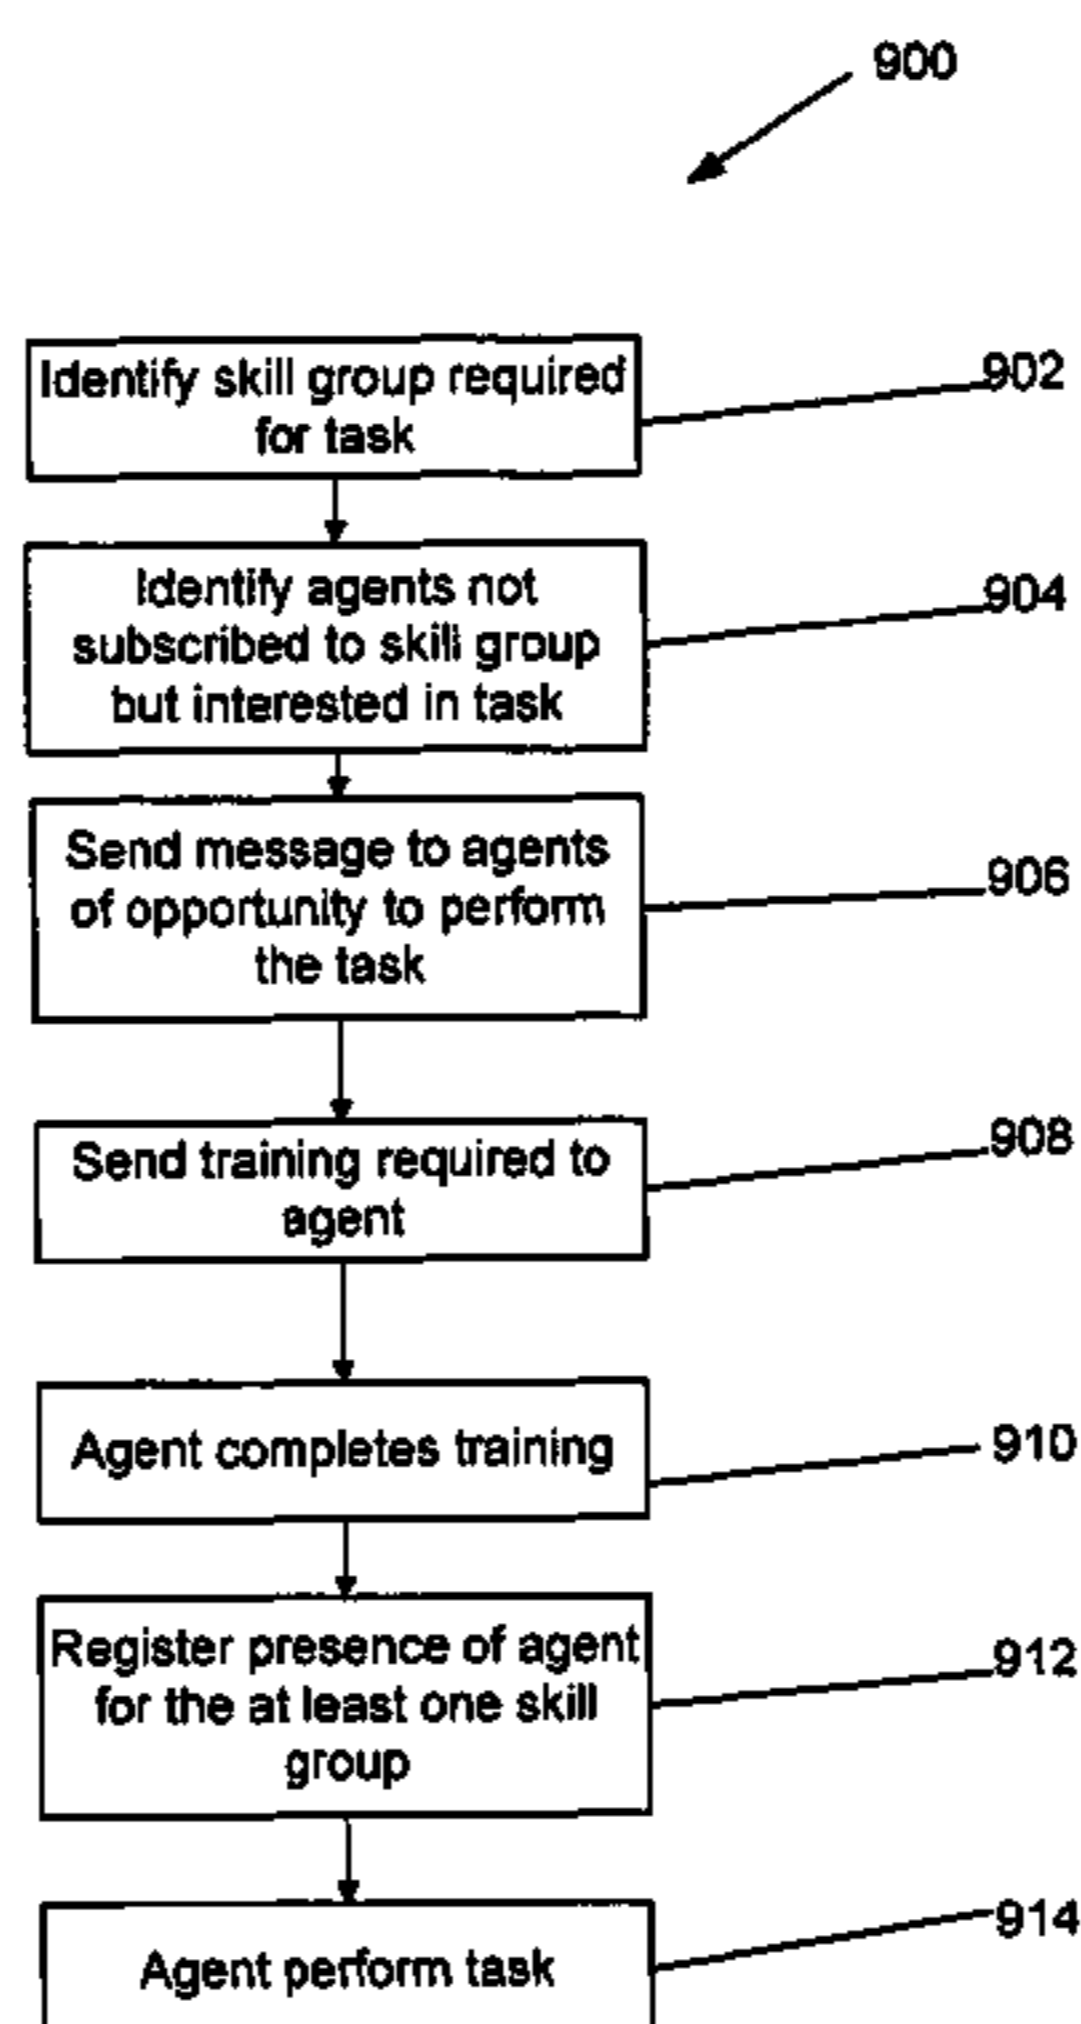 900
Identify skill group required
for task
902
Identify agents not
subscribed to skill group
but interested in task
904
Send message to agents
of opportunity to perform
the task
906
Send training required to
agent
908
Agent completes training
910
Register presence of agent
for the at least one skill
group
912
Agent perform task
914